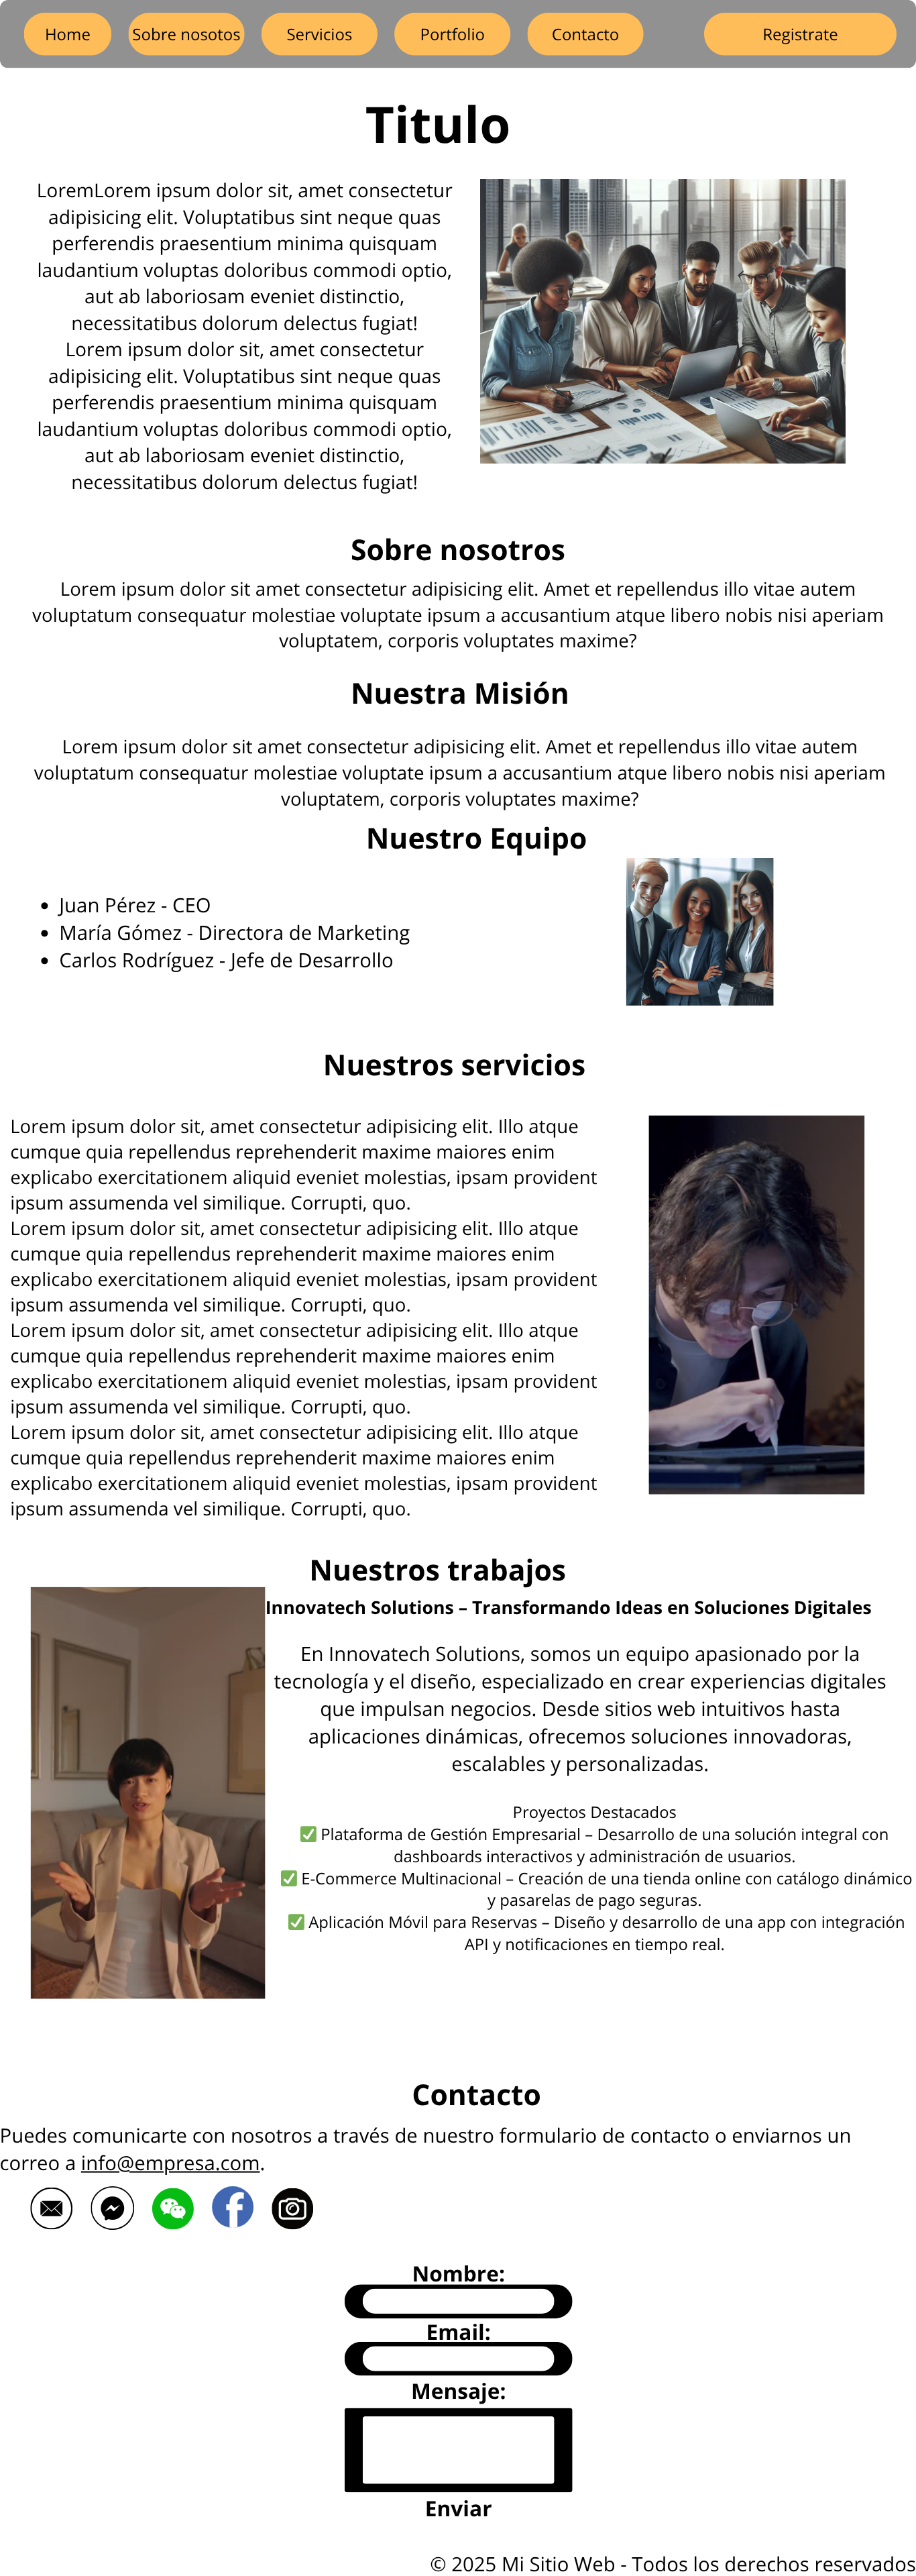 Home
Sobre nosotos
Servicios
Portfolio
Contacto
Registrate
Titulo
LoremLorem ipsum dolor sit, amet consectetur
adipisicing elit. Voluptatibus sint neque quas
perferendis praesentium minima quisquam
laudantium voluptas doloribus commodi optio,
aut ab laboriosam eveniet distinctio,
necessitatibus dolorum delectus fugiat!
Lorem ipsum dolor sit, amet consectetur
adipisicing elit. Voluptatibus sint neque quas
perferendis praesentium minima quisquam
laudantium voluptas doloribus commodi optio,
aut ab laboriosam eveniet distinctio,
necessitatibus dolorum delectus fugiat!
Sobre nosotros
Lorem ipsum dolor sit amet consectetur adipisicing elit. Amet et repellendus illo vitae autem
voluptatum consequatur molestiae voluptate ipsum a accusantium atque libero nobis nisi aperiam
voluptatem, corporis voluptates maxime?
Nuestra Misión
Lorem ipsum dolor sit amet consectetur adipisicing elit. Amet et repellendus illo vitae autem
voluptatum consequatur molestiae voluptate ipsum a accusantium atque libero nobis nisi aperiam
voluptatem, corporis voluptates maxime?
Nuestro Equipo
• Juan Pérez - CEO
• María Gómez - Directora de Marketing
• Carlos Rodríguez - Jefe de Desarrollo
Nuestros servicios
Lorem ipsum dolor sit, amet consectetur adipisicing elit. Illo atque
cumque quia repellendus reprehenderit maxime maiores enim
explicabo exercitationem aliquid eveniet molestias, ipsam provident
ipsum assumenda vel similique. Corrupti, quo.
Lorem ipsum dolor sit, amet consectetur adipisicing elit. Illo atque
cumque quia repellendus reprehenderit maxime maiores enim
explicabo exercitationem aliquid eveniet molestias, ipsam provident
ipsum assumenda vel similique. Corrupti, quo.
Lorem ipsum dolor sit, amet consectetur adipisicing elit. Illo atque
cumque quia repellendus reprehenderit maxime maiores enim
explicabo exercitationem aliquid eveniet molestias, ipsam provident
ipsum assumenda vel similique. Corrupti, quo.
Lorem ipsum dolor sit, amet consectetur adipisicing elit. Illo atque
cumque quia repellendus reprehenderit maxime maiores enim
explicabo exercitationem aliquid eveniet molestias, ipsam provident
ipsum assumenda vel similique. Corrupti, quo.
Nuestros trabajos
Innovatech Solutions – Transformando Ideas en Soluciones Digitales
En Innovatech Solutions, somos un equipo apasionado por la
tecnología y el diseño, especializado en crear experiencias digitales
que impulsan negocios. Desde sitios web intuitivos hasta
aplicaciones dinámicas, ofrecemos soluciones innovadoras,
escalables y personalizadas.
Proyectos Destacados
✅ Plataforma de Gestión Empresarial – Desarrollo de una solución integral con
dashboards interactivos y administración de usuarios.
✅ E-Commerce Multinacional – Creación de una tienda online con catálogo dinámico
y pasarelas de pago seguras.
✅ Aplicación Móvil para Reservas – Diseño y desarrollo de una app con integración
API y notificaciones en tiempo real.
Contacto
Puedes comunicarte con nosotros a través de nuestro formulario de contacto o enviarnos un
correo a info@empresa.com.
Nombre:
Email:
Mensaje:
Enviar
© 2025 Mi Sitio Web - Todos los derechos reservados